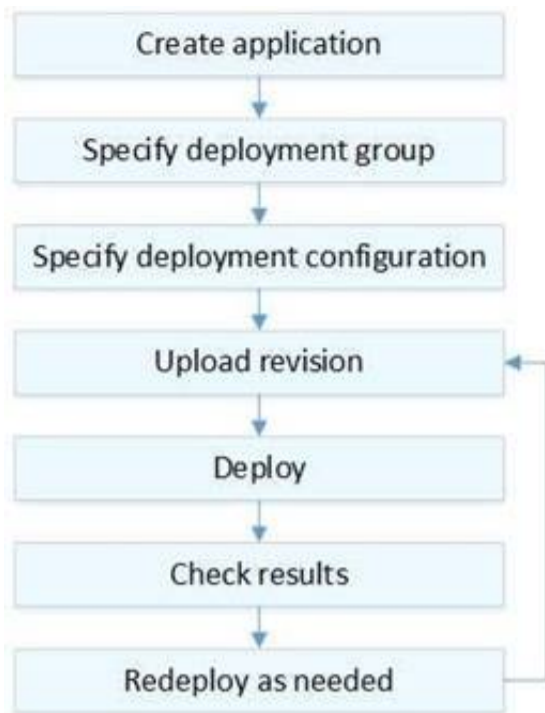 Create application
Specify deployment group
Specify deployment configuration
Upload revision
Deploy
Check results
Redeploy as needed